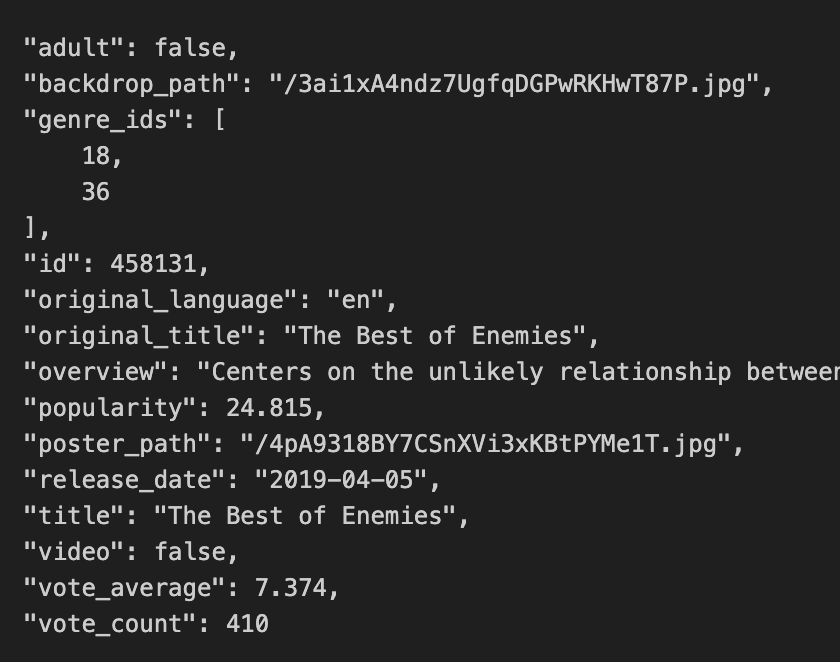 "adult": false,
"backdrop_path": "/3ai1xA4ndz7UgfqDGPwRKHwT87P.jpg",
"genre_ids": [
18,
36
],
"id": 458131,
"original_language": "en",
"original_title": "The Best of Enemies",
"overview": "Centers on the unlikely relationship between
"popularity": 24.815,
"poster_path": "/4pA9318BY7CSnXVi3xKBtPYMe1T.jpg",
"release_date": "2019-04-05",
"title": "The Best of Enemies",
"video": false,
"vote_average": 7.374,
"vote_count": 410